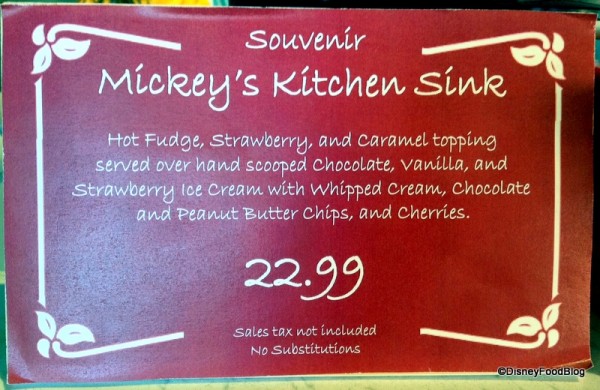 Souvenir
Mickey's Kitchen Sink
Hot Fudge, Strawberry, and Caramel topping
served over hand scooped Chocolate, Vanilla, and
Strawberry Ice Cream with Whipped Cream, Chocolate
and Peanut Butter Chips, and Cherries.
22.99
Sales tax not included
No Substitutions
©DisneyFoodBlog